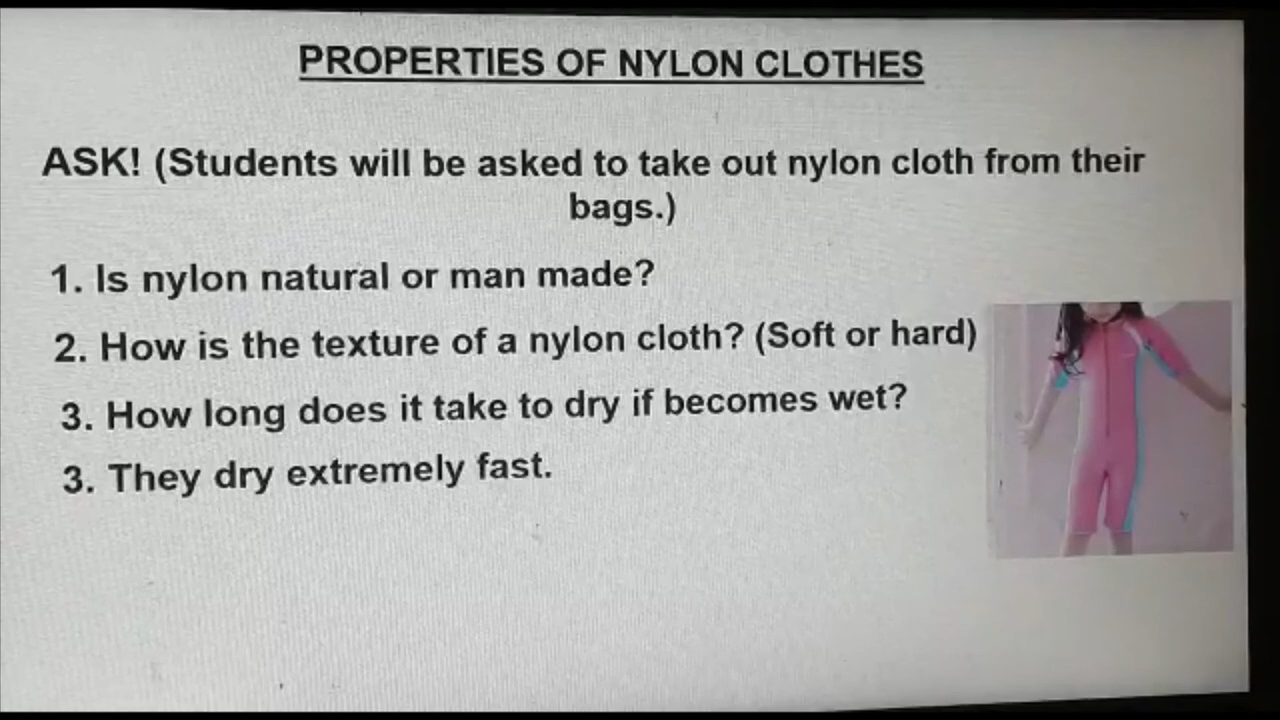 PROPERTIES OF NYLON CLOTHES
ASK! (Students will be asked to take out nylon cloth from their
bags.)
1. Is nylon natural or man made?
2. How is the texture of a nylon cloth? (Soft or hard)
3. How long does it take to dry if becomes wet?
3. They dry extremely fast.